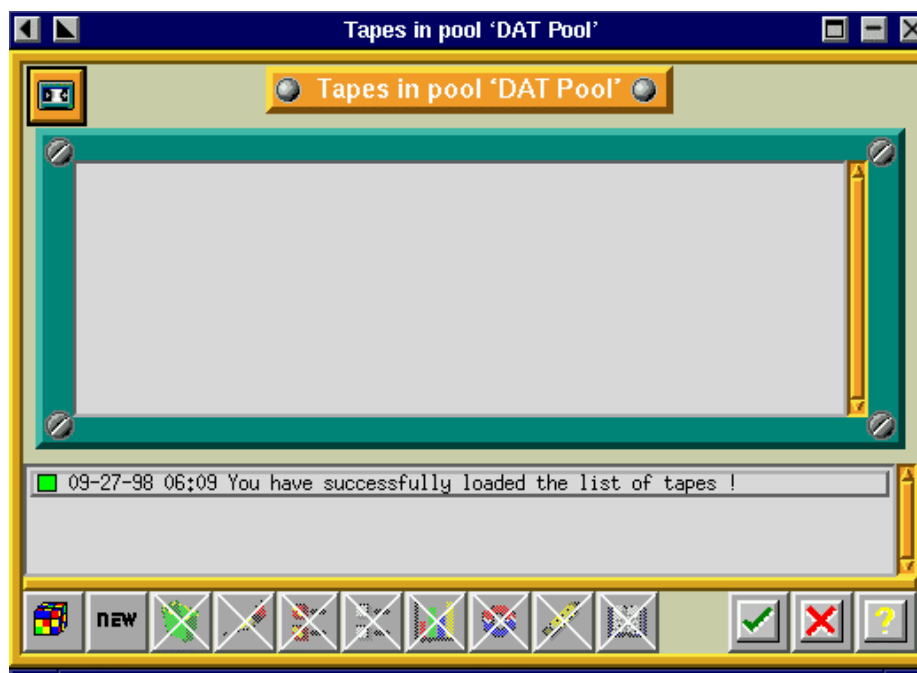 Tapes in pool ‘DAT Pool’
Tapes in pool ‘DAT Pool’
09-27-98 06:09 You have successfully loaded the list of tapes !
new
?